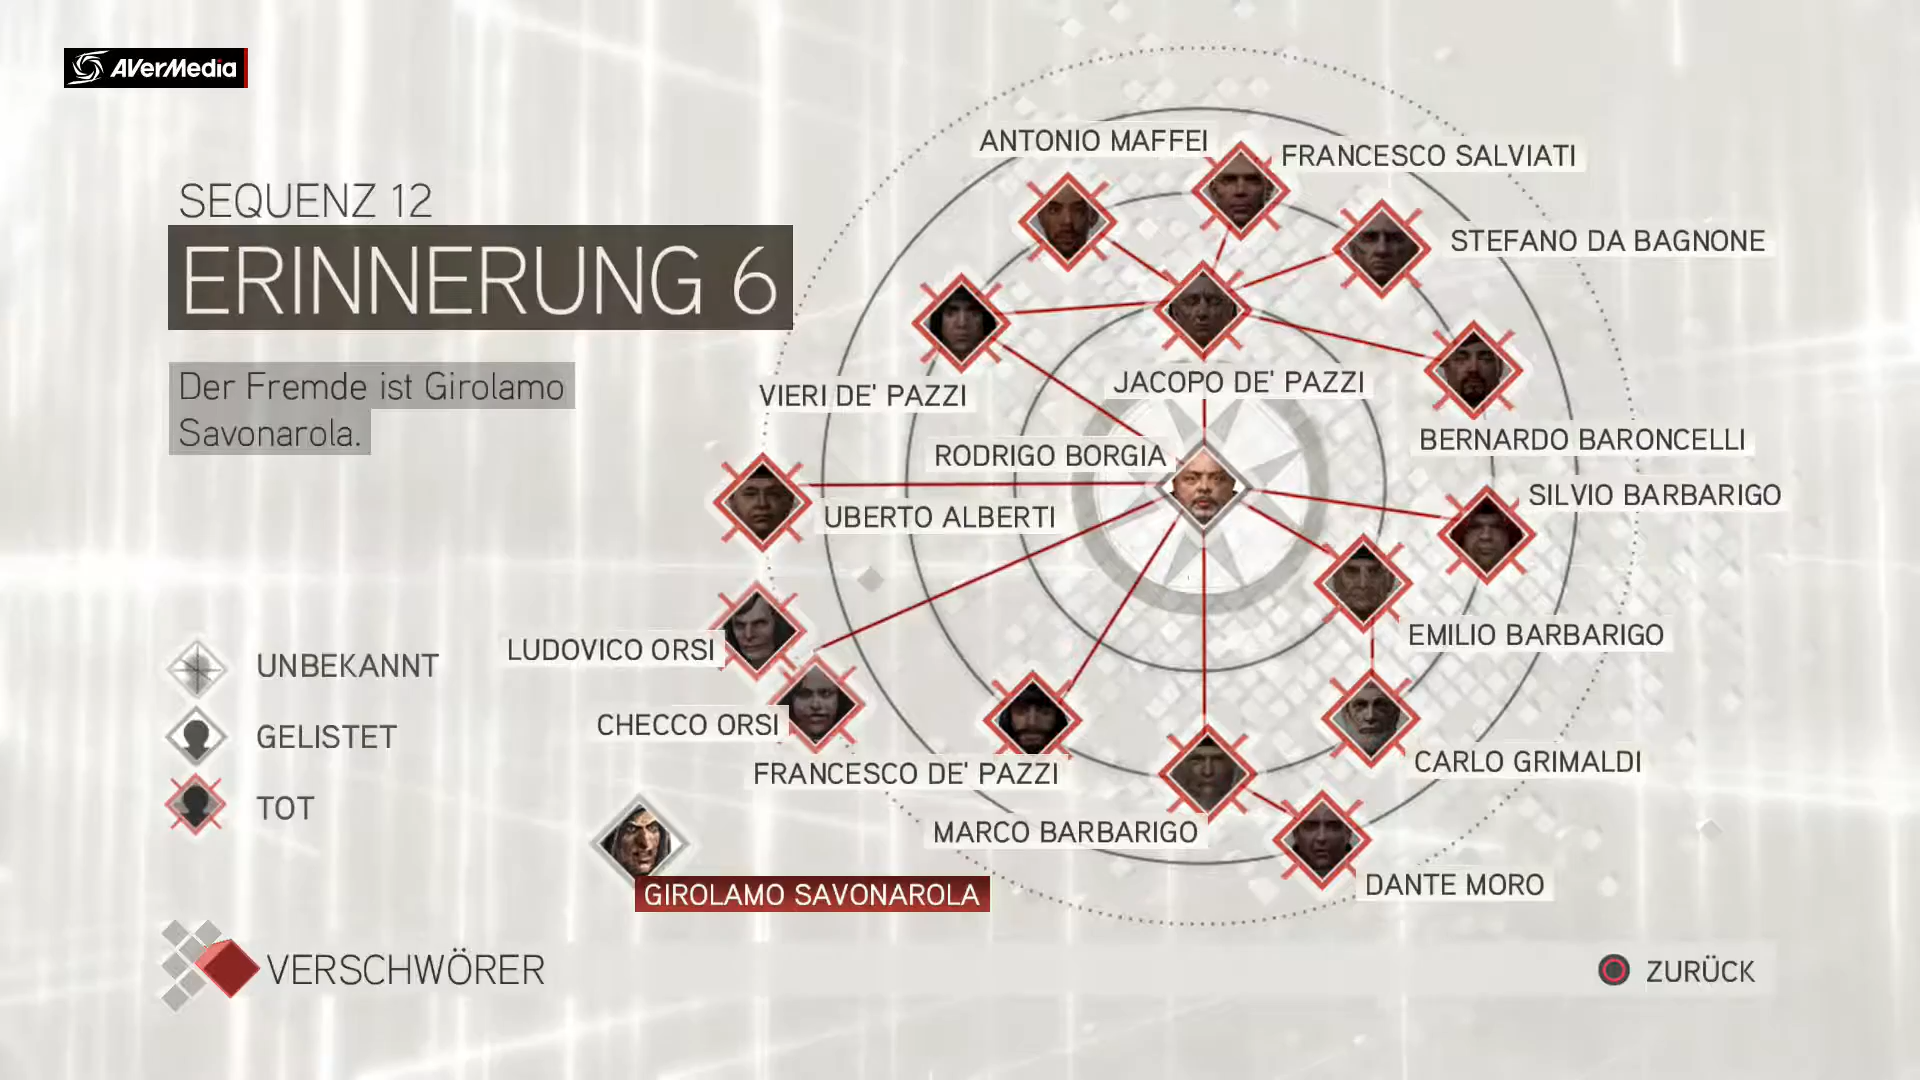 AVerMedia
SEQUENZ 12
ERINNERUNG 6
Der Fremde ist Girolamo
Savonarola.
ANTONIO MAFFEI
FRANCESCO SALVIATI
STEFANO DA BAGNONE
VIERI DE' PAZZI
JACOPO DE' PAZZI
BERNARDO BARONCELLI
RODRIGO BORGIA
SILVIO BARBARIGO
UBERTO ALBERTI
EMILIO BARBARIGO
LUDOVICO ORSI
CHECCO ORSI
FRANCESCO DE' PAZZI
CARLO GRIMALDI
MARCO BARBARIGO
DANTE MORO
GIROLAMO SAVONAROLA
UNBEKANNT
GELISTET
TOT
VERSCHWÖRER
ZURÜCK